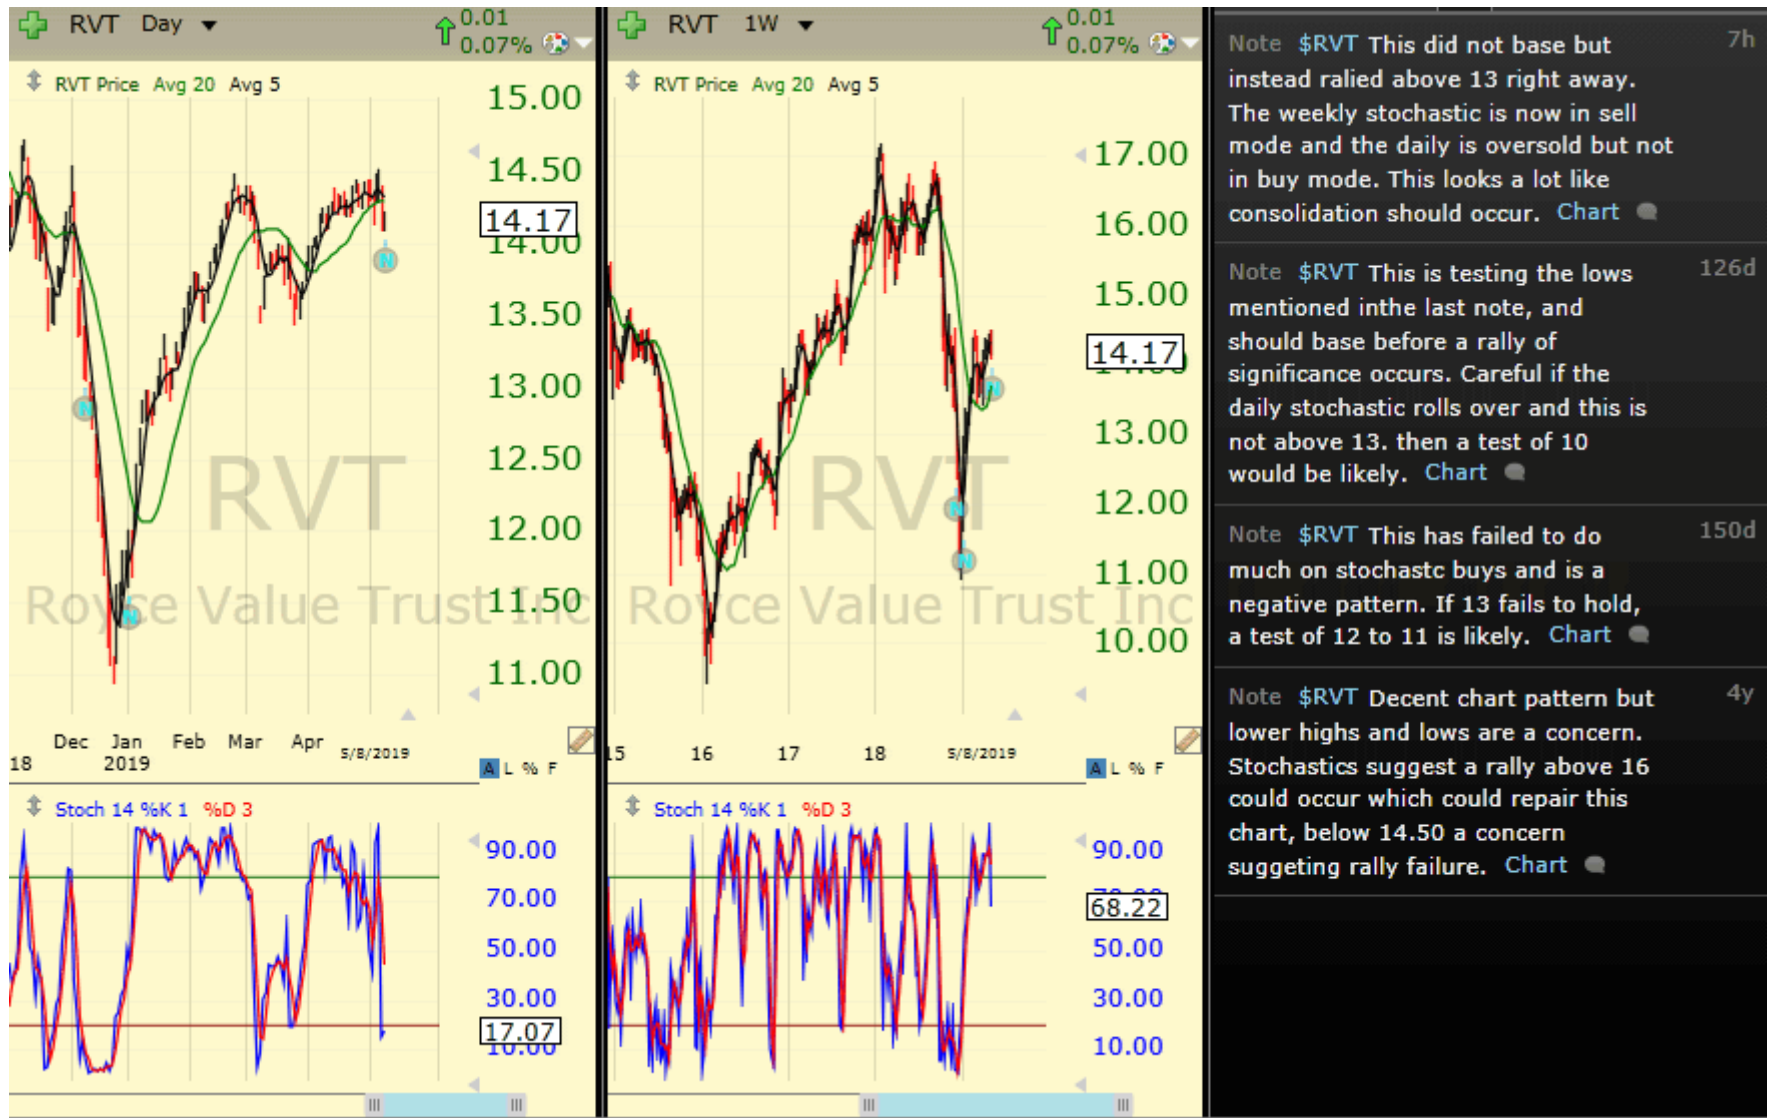 RVT Day
0.01
0.07%
RVT Price Avg 20 Avg 5
15.00
14.50
14.17
14.00
13.50
13.00
12.50
12.00
11.50
11.00
RVT
Royce Value Trust Inc
N
N
N
18 Dec Jan Feb Mar Apr 5/8/2019
2019
A L % F
Stoch 14 %K 1 %D 3
90.00
70.00
50.00
30.00
17.07
10.00
RVT 1W
0.01
0.07%
RVT Price Avg 20 Avg 5
17.00
16.00
15.00
14.17
14.00
13.00
12.00
11.00
10.00
RVT
Royce Value Trust Inc
N
N
N
15 16 17 18 5/8/2019
A L % F
Stoch 14 %K 1 %D 3
90.00
70.00
68.22
50.00
30.00
10.00
Note $RVT This did not base but 7h
instead ralied above 13 right away.
The weekly stochastic is now in sell
mode and the daily is oversold but not
in buy mode. This looks a lot like
consolidation should occur. Chart
Note $RVT This is testing the lows 126d
mentioned inthe last note, and
should base before a rally of
significance occurs. Careful if the
daily stochastic rolls over and this is
not above 13. then a test of 10
would be likely. Chart
Note $RVT This has failed to do 150d
much on stochastc buys and is a
negative pattern. If 13 fails to hold,
a test of 12 to 11 is likely. Chart
Note $RVT Decent chart pattern but 4y
lower highs and lows are a concern.
Stochastics suggest a rally above 16
could occur which could repair this
chart, below 14.50 a concern
suggeting rally failure. Chart